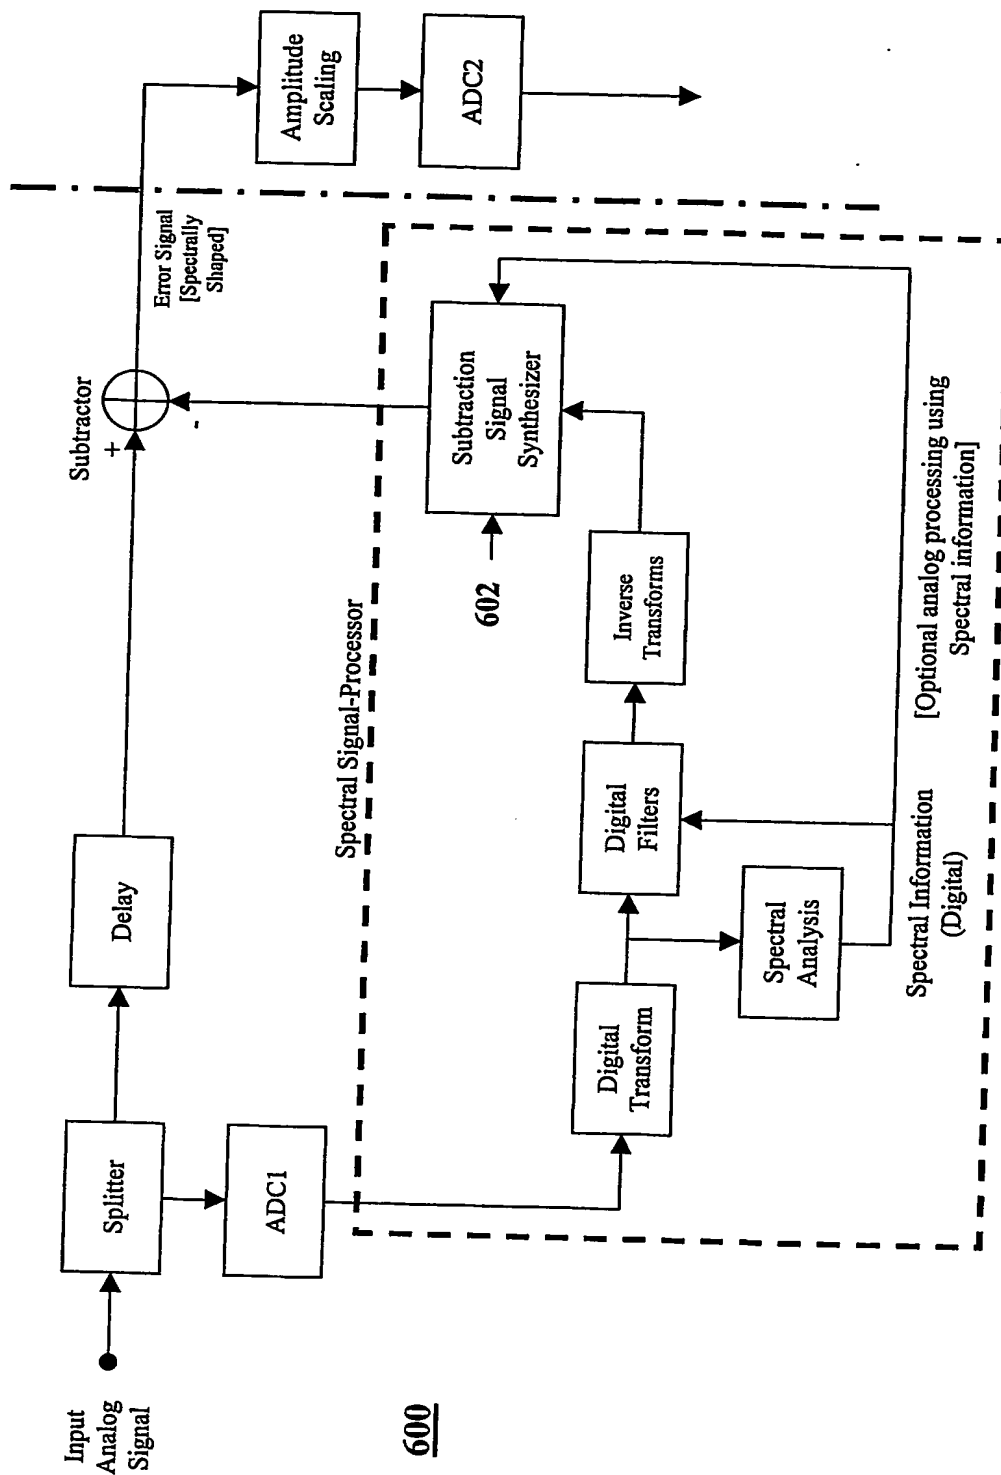 Input
Analog
Signal
Splitter
Delay
Subtractor
+
-
Error Signal
[Spectrally
Shaped]
Amplitude
Scaling
ADC2
ADC1
Spectral Signal-Processor
Digital
Transform
Digital
Filters
Inverse
Transforms
602
Subtraction
Signal
Synthesizer
Spectral
Analysis
Spectral Information
(Digital)
[Optional analog processing using
Spectral information]
600